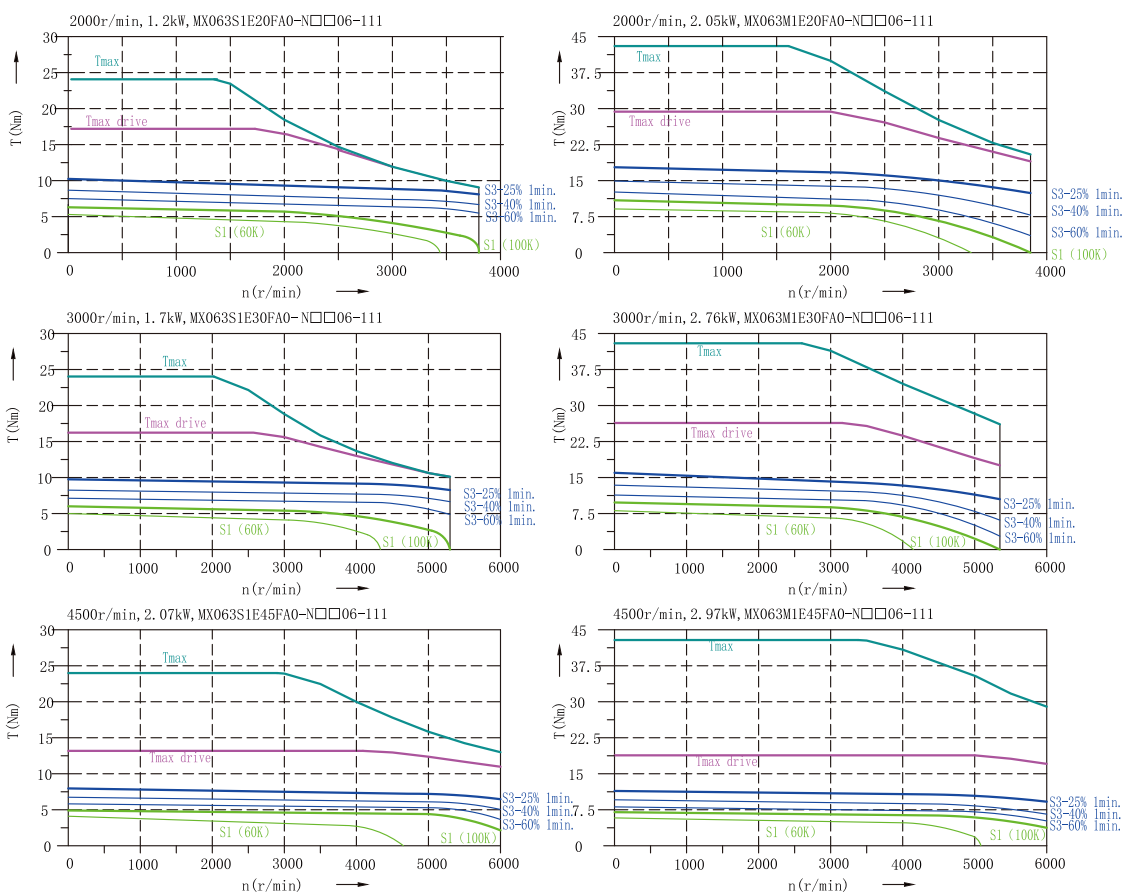 2000r/min,1.2kW,MX063S1E20FA0-N□□06-111
30
25
20
15
10
5
0
T(Nm)
Tmax
Tmax drive
S3-25% 1min.
S3-40% 1min.
S3-60% 1min.
S1(60K)
S1(100K)
0 1000 2000 3000 4000
n(r/min)
2000r/min,2.05kW,MX063M1E20FA0-N□□06-111
45
37.5
30
22.5
15
7.5
0
T(Nm)
Tmax
Tmax drive
S3-25% 1min.
S3-40% 1min.
S3-60% 1min.
S1(60K)
S1(100K)
0 1000 2000 3000 4000
n(r/min)
3000r/min,1.7kW,MX063S1E30FA0-N□□06-111
30
25
20
15
10
5
0
T(Nm)
Tmax
Tmax drive
S3-25% 1min.
S3-40% 1min.
S3-60% 1min.
S1(60K)
S1(100K)
0 1000 2000 3000 4000 5000 6000
n(r/min)
3000r/min,2.76kW,MX063M1E30FA0-N□□06-111
45
37.5
30
22.5
15
7.5
0
T(Nm)
Tmax
Tmax drive
S3-25% 1min.
S3-40% 1min.
S3-60% 1min.
S1(60K)
S1(100K)
0 1000 2000 3000 4000 5000 6000
n(r/min)
4500r/min,2.07kW,MX063S1E45FA0-N□□06-111
30
25
20
15
10
5
0
T(Nm)
Tmax
Tmax drive
S3-25% 1min.
S3-40% 1min.
S3-60% 1min.
S1(60K)
S1(100K)
0 1000 2000 3000 4000 5000 6000
n(r/min)
4500r/min,2.97kW,MX063M1E45FA0-N□□06-111
45
37.5
30
22.5
15
7.5
0
T(Nm)
Tmax
Tmax drive
S3-25% 1min.
S3-40% 1min.
S3-60% 1min.
S1(60K)
S1(100K)
0 1000 2000 3000 4000 5000 6000
n(r/min)